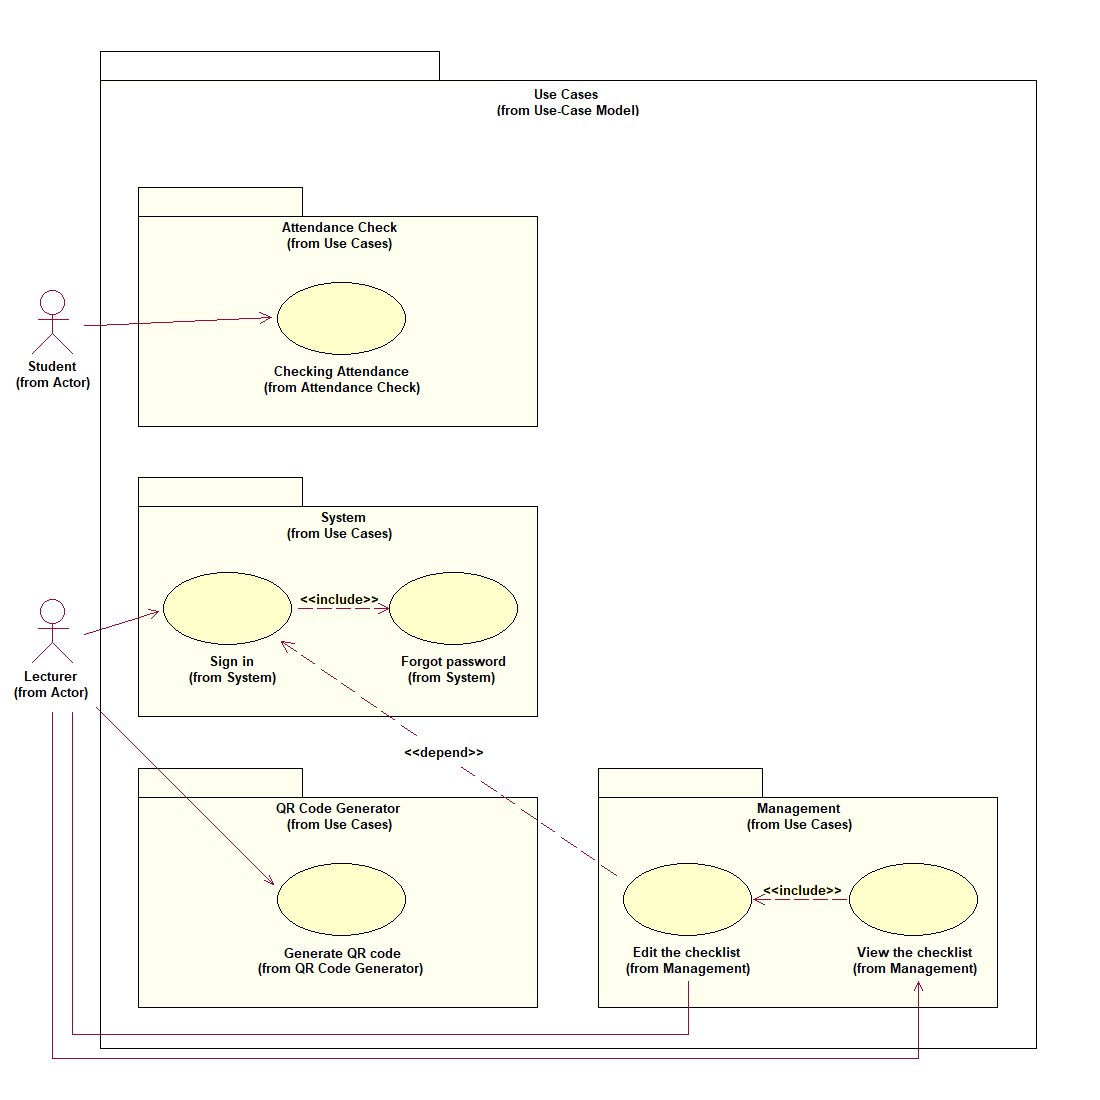 Use Cases
(from Use-Case Model)
Attendance Check
(from Use Cases)
Checking Attendance
(from Attendance Check)
Student
(from Actor)
System
(from Use Cases)
<<include>>
Sign in
(from System)
Forgot password
(from System)
Lecturer
(from Actor)
<<depend>>
QR Code Generator
(from Use Cases)
Generate QR code
(from QR Code Generator)
Management
(from Use Cases)
<<include>>
Edit the checklist
(from Management)
View the checklist
(from Management)